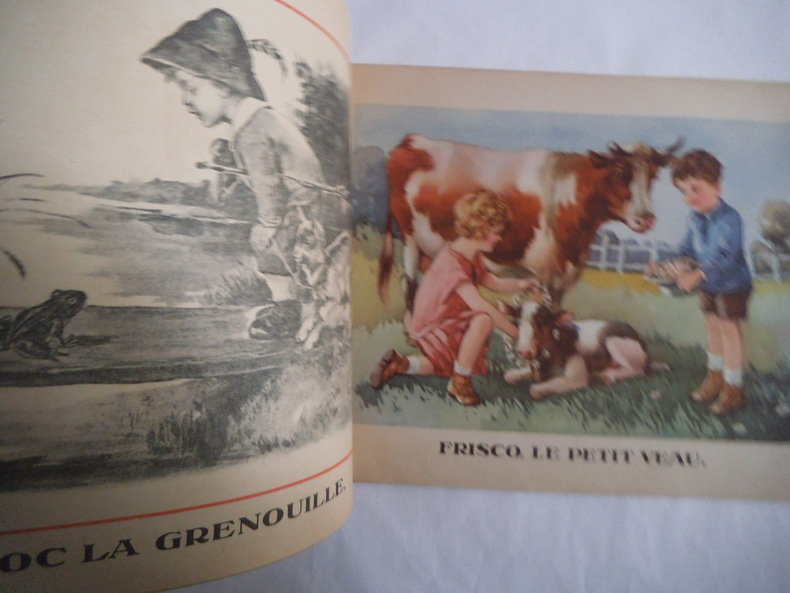 OC LA GRENOUILLE.
FRISCO, LE PETIT VEAU.